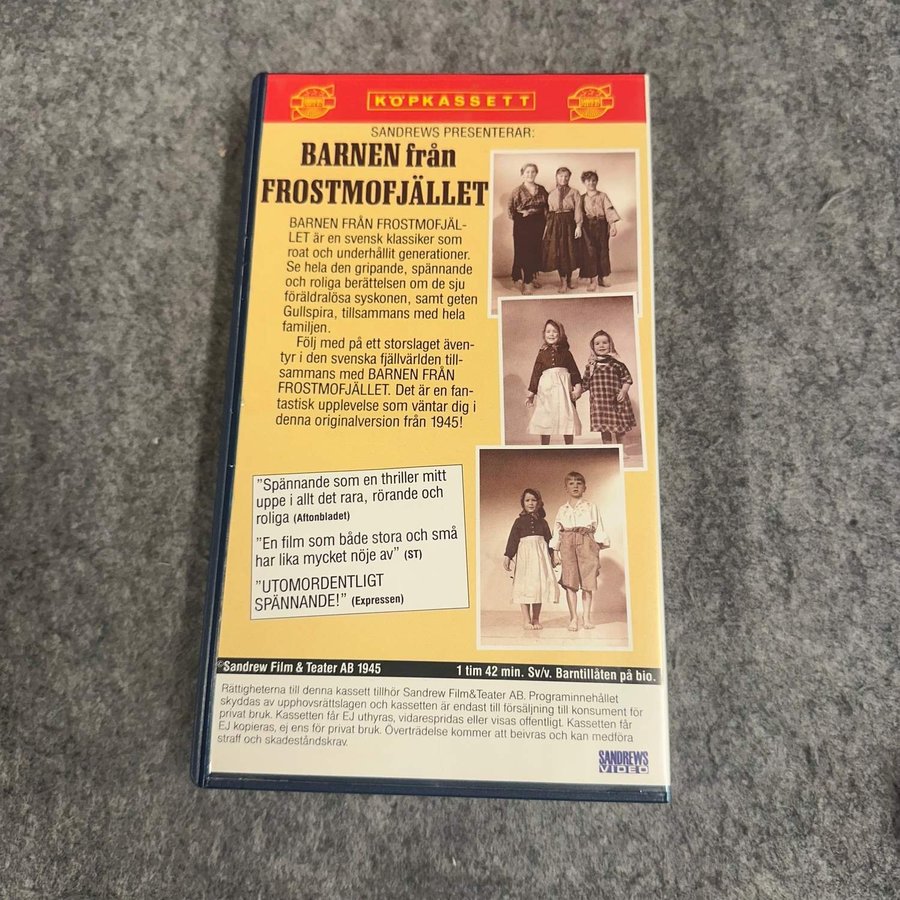 KÖPKASSETT
SANDREWS PRESENTERAR:
BARNEN från
FROSTMOFJÄLLET
BARNEN FRÅN FROSTMOFJÄL-
LET är en svensk klassiker som
roat och underhållit generationer.
Se hela den gripande, spännande
och roliga berättelsen om de sju
föräldralösa syskonen, samt geten
Gullspira, tillsammans med hela
familjen.
Följ med på ett storslaget även-
tyr i den svenska fjällvärlden till-
sammans med BARNEN FRÅN
FROSTMOFJÄLLET. Det är en fan-
tastisk upplevelse som väntar dig i
denna originalversion från 1945!
"Spännande som en thriller mitt
uppe i allt det rara, rörande och
roliga (Aftonbladet)
"En film som både stora och små
har lika mycket nöje av" (ST)
"UTOMORDENTLIGT
SPÄNNANDE!" (Expressen)
©Sandrew Film & Teater AB 1945 1 tim 42 min. Sv/v. Barntillåten på bio.
Rättigheterna till denna kassett tillhör Sandrew Film&Teater AB. Programinnehållet
skyddas av upphovsrättslagen och kassetten är endast till försäljning till konsument för
privat bruk. Kassetten får EJ uthyras, vidarespridas eller visas offentligt. Kassetten får
EJ kopieras, ej ens för privat bruk. Överträdelse kommer att beivras och kan medföra
straff och skadeståndskrav.
SANDREWS
VIDEO